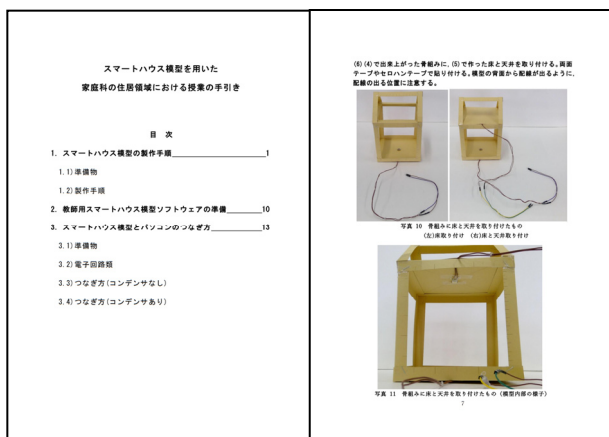 スマートハウス模型を用いた
家庭科の住居領域における授業の手引き
目 次
1. スマートハウス模型の製作手順 1
1.1)準備物
1.2)製作手順
2. 教師用スマートハウス模型ソフトウェアの準備 10
3. スマートハウス模型とパソコンのつなぎ方 13
3.1)準備物
3.2)電子回路類
3.3)つなぎ方(コンデンサなし)
3.4)つなぎ方(コンデンサあり)
(6)(4)で出来上がった骨組みに,(5)で作った床と天井を取り付ける。両面
テープやセロハンテープで貼り付ける。模型の背面から配線が出るように,
配線の出る位置に注意する。
写真 10 骨組みに床と天井を取り付けたもの
(左)床取り付け (右)床と天井取り付け
写真 11 骨組みに床と天井を取り付けたもの(模型内部の様子)
7